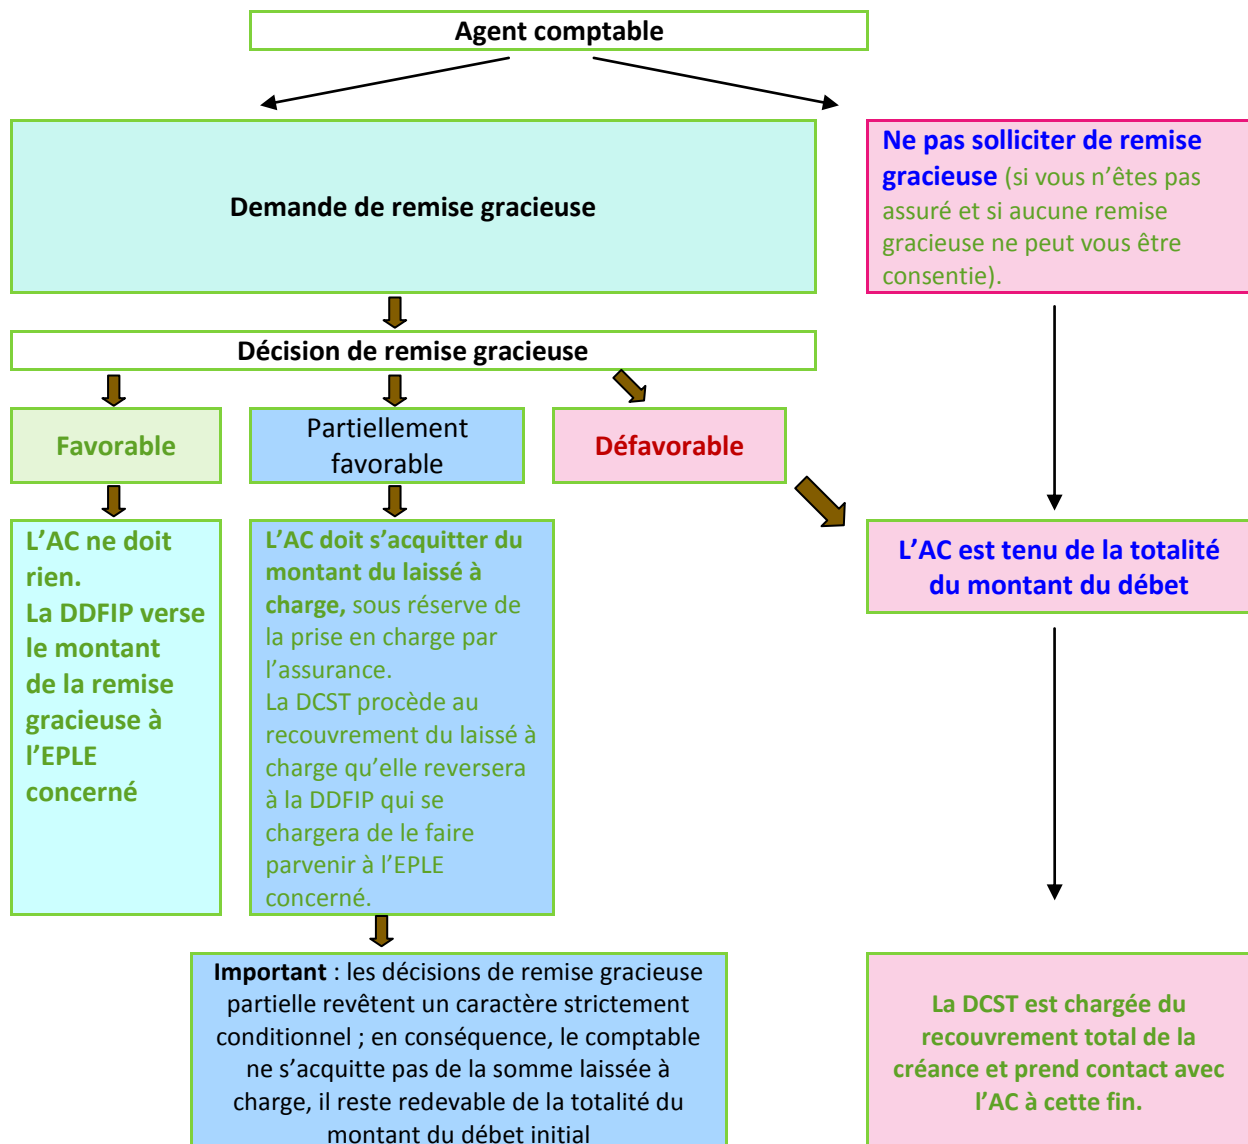 Agent comptable
Demande de remise gracieuse
Ne pas solliciter de remise
gracieuse (si vous n’êtes pas
assuré et si aucune remise
gracieuse ne peut vous être
consentie).
Décision de remise gracieuse
Favorable
Partiellement
favorable
Défavorable
L’AC ne doit
rien.
La DDFIP verse
le montant
de la remise
gracieuse à
l’EPLE
concerné
L’AC doit s’acquitter du
montant du laissé à
charge, sous réserve de
la prise en charge par
l’assurance.
La DCST procède au
recouvrement du laissé à
charge qu’elle reversera
à la DDFIP qui se
chargera de le faire
parvenir à l’EPLE
concerné.
L’AC est tenu de la totalité
du montant du débet
Important : les décisions de remise gracieuse
partielle revêtent un caractère strictement
conditionnel ; en conséquence, le comptable
ne s’acquitte pas de la somme laissée à
charge, il reste redevable de la totalité du
montant du débet initial
La DCST est chargée du
recouvrement total de la
créance et prend contact avec
l’AC à cette fin.